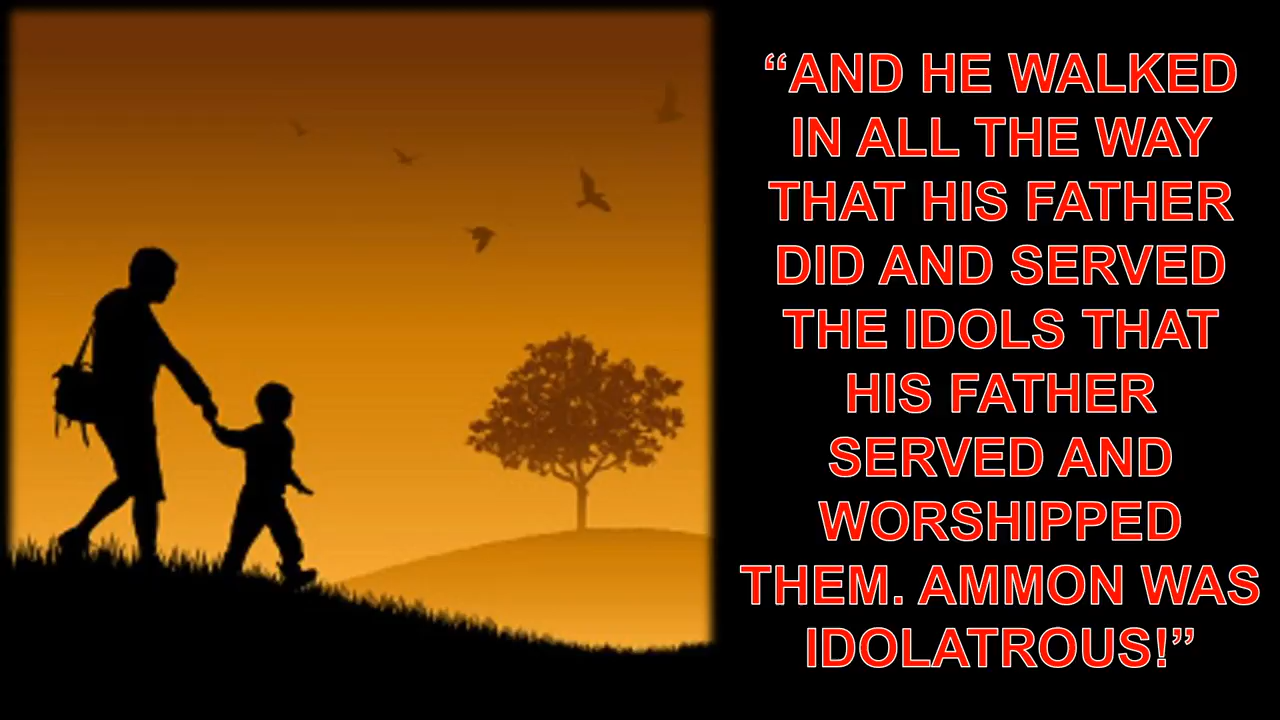 “AND HE WALKED
IN ALL THE WAY
THAT HIS FATHER
DID AND SERVED
THE IDOLS THAT
HIS FATHER
SERVED AND
WORSHIPPED
THEM. AMMON WAS
IDOLATROUS!”